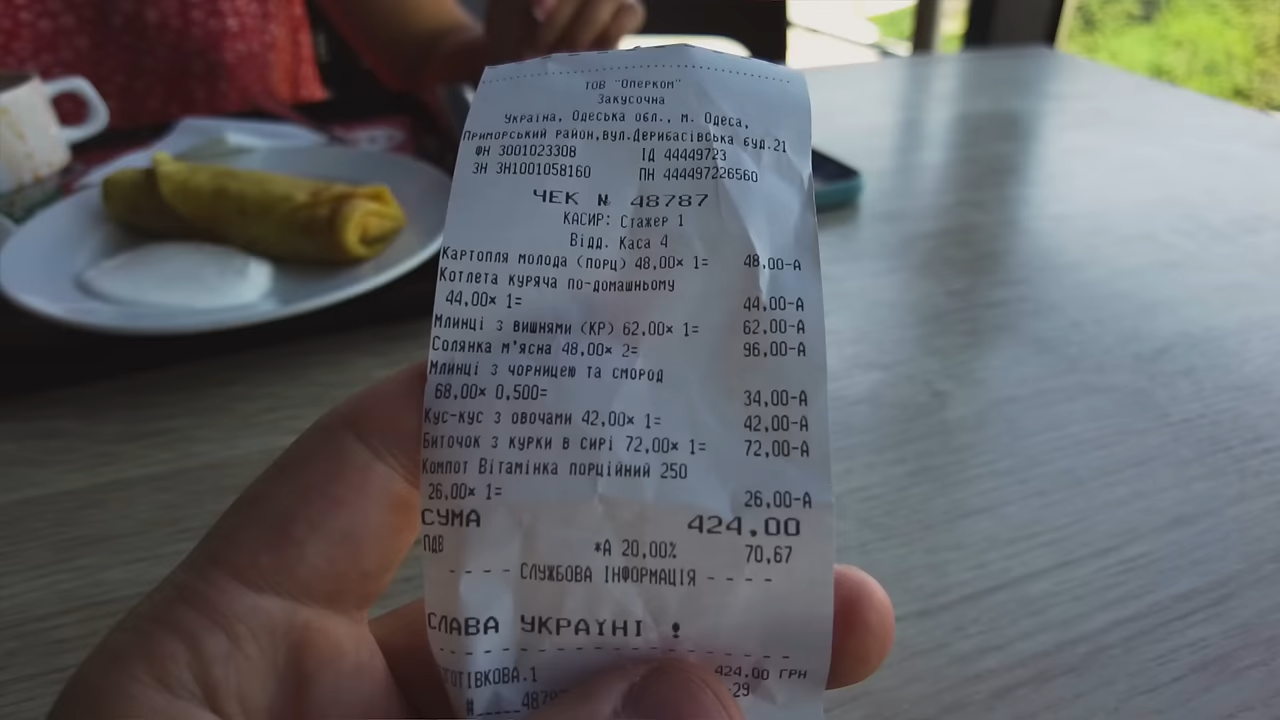 ТОВ "Оперком"
Закусочна
Україна, Одеська обл., м. Одеса,
Приморський район,вул.Дерибасівська буд.21
ФН 3001023308 ІД 44449723
ЗН ЗН1001058160 ПН 444497226560
ЧЕК № 48787
КАСИР: Стажер 1
Відд. Каса 4
Картопля молода (порц) 48,00× 1= 48,00-А
Котлета куряча по-домашньому
44,00× 1= 44,00-А
Млинці з вишнями (КР) 62,00× 1= 62,00-А
Солянка м'ясна 48,00× 2= 96,00-А
Млинці з чорницею та смород
68,00× 0,500= 34,00-А
Кус-кус з овочами 42,00× 1= 42,00-А
Биточок з курки в сирі 72,00× 1= 72,00-А
Компот Вітамінка порційний 250
26,00× 1= 26,00-А
СУМА 424,00
ПДВ *А 20,00% 70,67
- - - - СЛУЖБОВА ІНФОРМАЦІЯ - - - -
СЛАВА УКРАЇНІ !
ГОТІВКОВА.1 424.00 ГРН